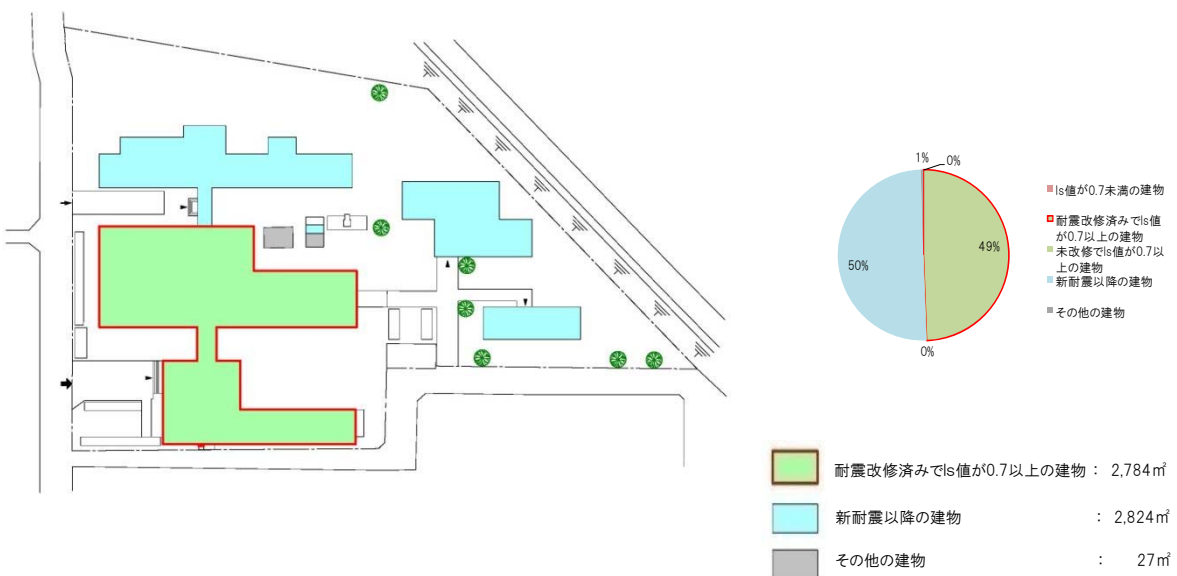 1%
0%
49%
50%
0%
Is値が0.7未満の建物
耐震改修済みでIs値
が0.7以上の建物
未改修でIs値が0.7以
上の建物
新耐震以降の建物
その他の建物
耐震改修済みでIs値が0.7以上の建物 : 2,784㎡
新耐震以降の建物 : 2,824㎡
その他の建物 : 27㎡